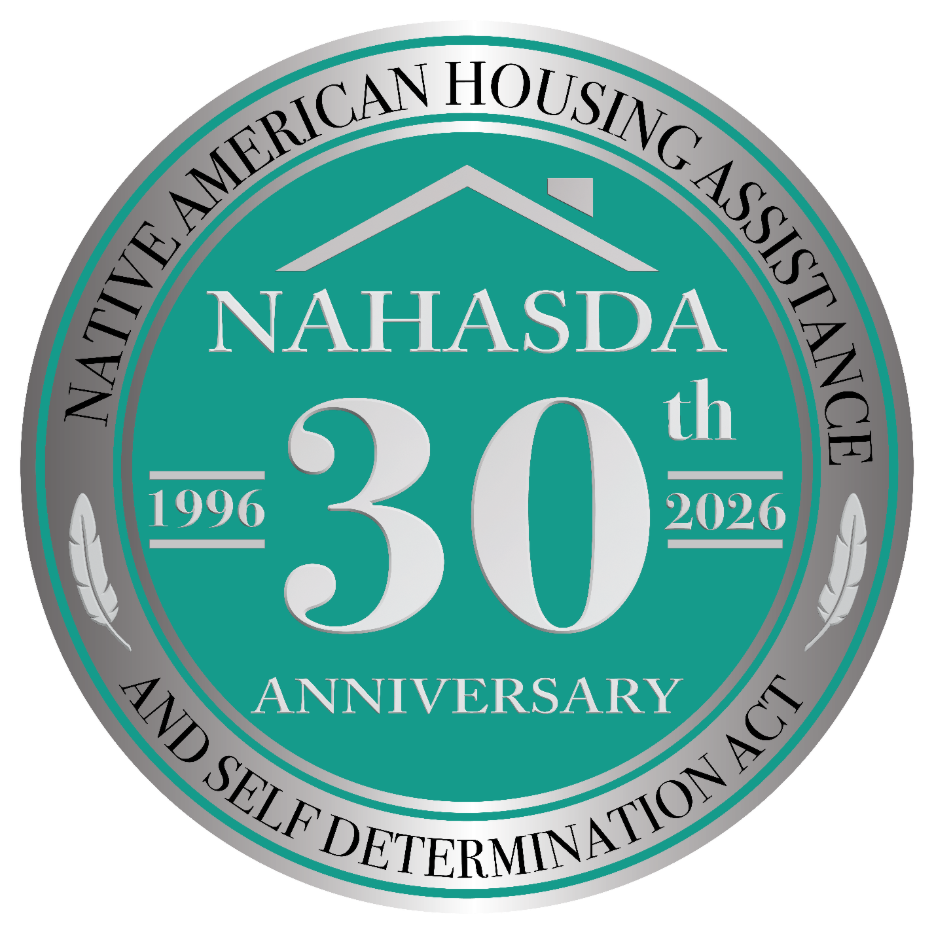 NATIVE AMERICAN HOUSING ASSISTANCE
NAHASDA
30th
1996
2026
ANNIVERSARY
AND SELF DETERMINATION ACT